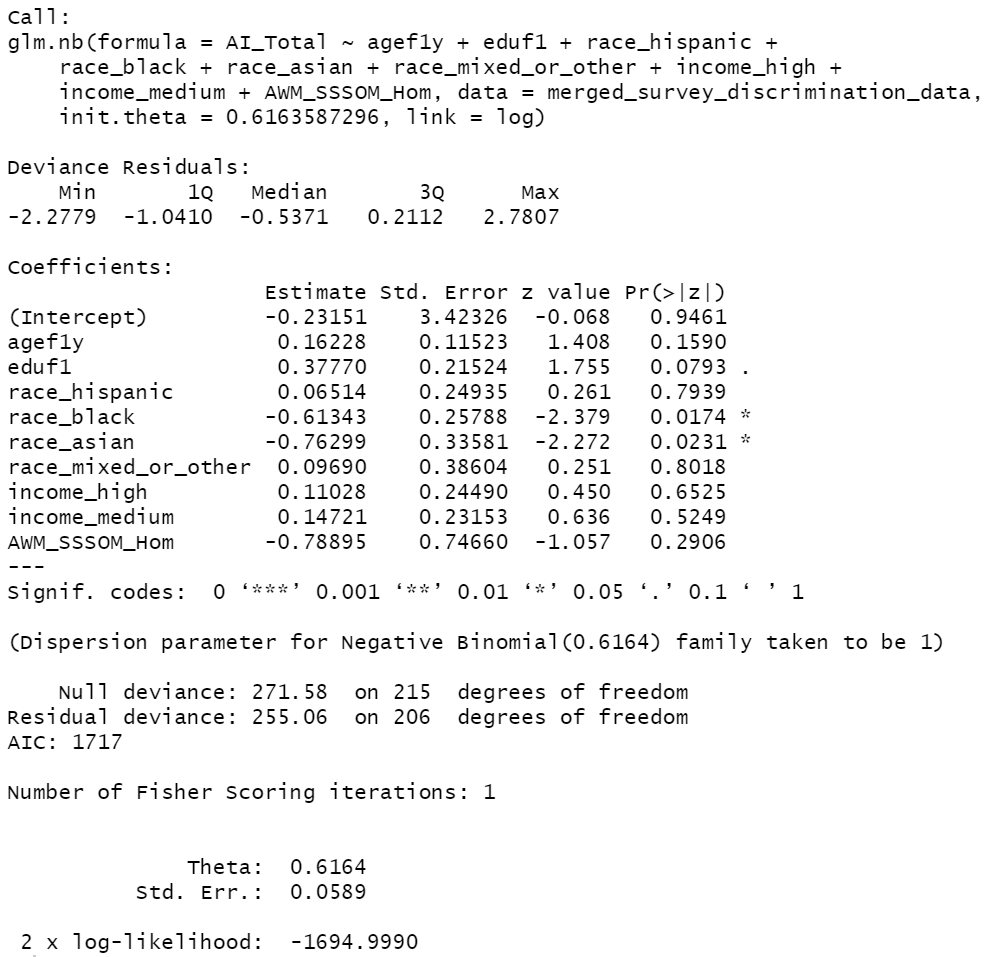 Call:
glm.nb(formula = AI_Total ~ agef1y + eduf1 + race_hispanic +
    race_black + race_asian + race_mixed_or_other + income_high +
    income_medium + AWM_SSSOM_Hom, data = merged_survey_discrimination_data,
    init.theta = 0.6163587296, link = log)

Deviance Residuals:
    Min       1Q   Median       3Q      Max
-2.2779  -1.0410  -0.5371   0.2112   2.7807

Coefficients:
                    Estimate Std. Error z value Pr(>|z|)
(Intercept)         -0.23151    3.42326  -0.068   0.9461
agef1y               0.16228    0.11523   1.408   0.1590
eduf1                0.37770    0.21524   1.755   0.0793 .
race_hispanic        0.06514    0.24935   0.261   0.7939
race_black          -0.61343    0.25788  -2.379   0.0174 *
race_asian          -0.76299    0.33581  -2.272   0.0231 *
race_mixed_or_other  0.09690    0.38604   0.251   0.8018
income_high          0.11028    0.24490   0.450   0.6525
income_medium        0.14721    0.23153   0.636   0.5249
AWM_SSSOM_Hom       -0.78895    0.74660  -1.057   0.2906
---
Signif. codes:  0 ‘***’ 0.001 ‘**’ 0.01 ‘*’ 0.05 ‘.’ 0.1 ‘ ’ 1

(Dispersion parameter for Negative Binomial(0.6164) family taken to be 1)

    Null deviance: 271.58  on 215  degrees of freedom
Residual deviance: 255.06  on 206  degrees of freedom
AIC: 1717

Number of Fisher Scoring iterations: 1


              Theta:  0.6164
          Std. Err.:  0.0589

 2 x log-likelihood:  -1694.9990